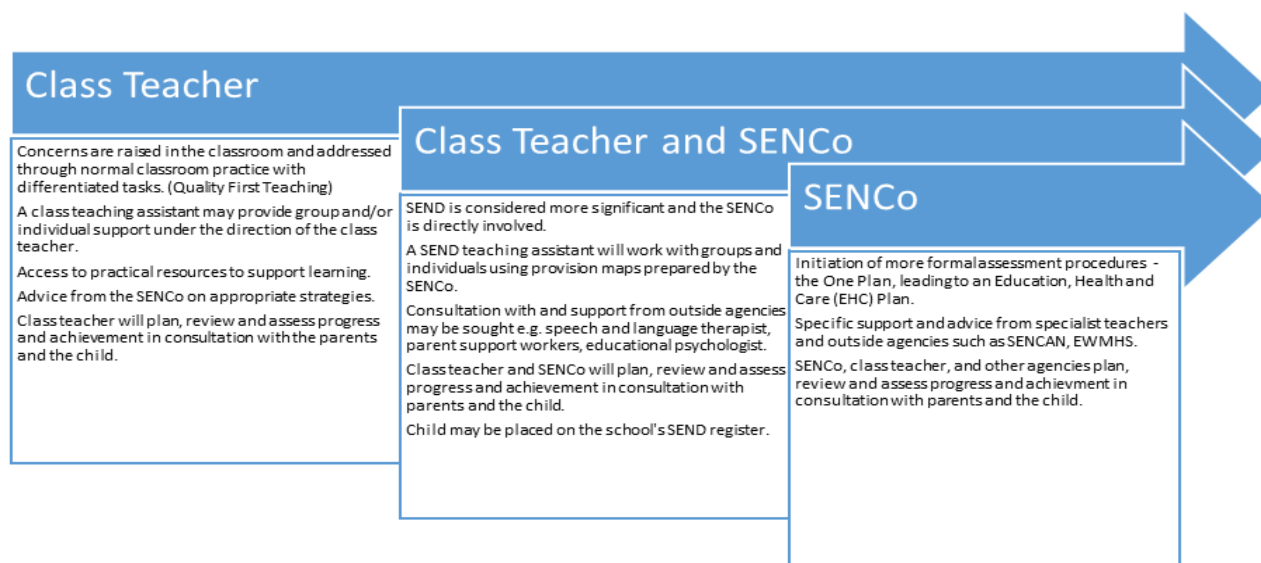 Class Teacher
Concerns are raised in the classroom and addressed
through normal classroom practice with
differentiated tasks. (Quality First Teaching)
A class teaching assistant may provide group and/or
individual support under the direction of the class
teacher.
Access to practical resources to support learning.
Advice from the SENCo on appropriate strategies.
Class teacher will plan, review and assess progress
and achievement in consultation with the parents
and the child.
Class Teacher and SENCo
SEND is considered more significant and the SENCo
is directly involved.
A SEND teaching assistant will work with groups and
individuals using provision maps prepared by the
SENCo.
Consultation with and support from outside agencies
may be sought e.g. speech and language therapist,
parent support workers, educational psychologist.
Class teacher and SENCo will plan, review and assess
progress and achievement in consultation with
parents and the child.
Child may be placed on the school's SEND register.
SENCo
Initiation of more formal assessment procedures -
the One Plan, leading to an Education, Health and
Care (EHC) Plan.
Specific support and advice from specialist teachers
and outside agencies such as SENCAN, EWMHS.
SENCo, class teacher, and other agencies plan,
review and assess progress and achievment in
consultation with parents and the child.